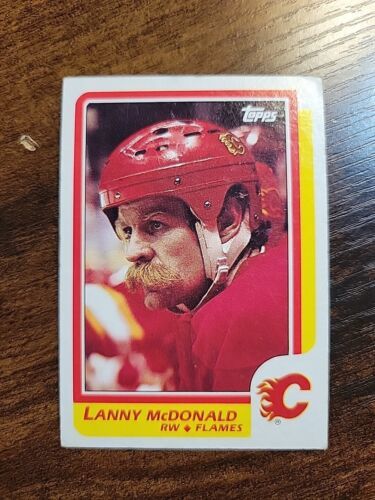 Topps
LANNY McDONALD
RW ♦ FLAMES
C
®